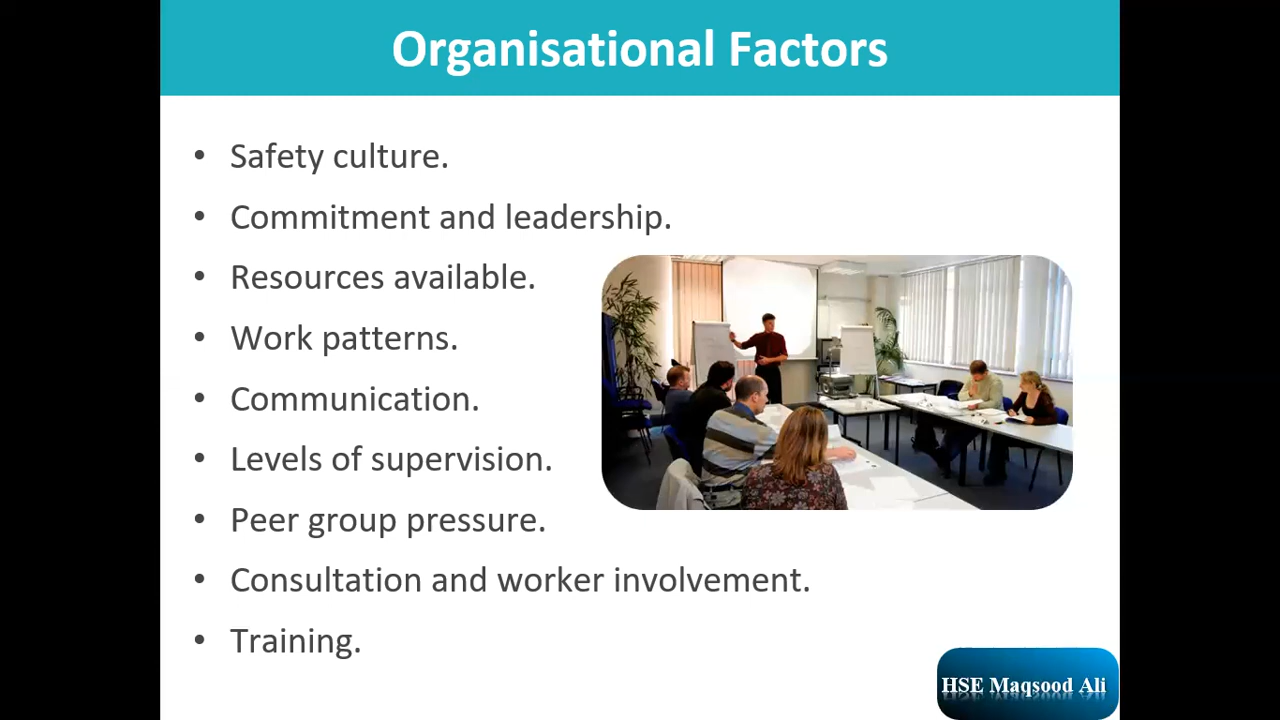 Organisational Factors
• Safety culture.
• Commitment and leadership.
• Resources available.
• Work patterns.
• Communication.
• Levels of supervision.
• Peer group pressure.
• Consultation and worker involvement.
• Training.
HSE Maqsood Ali